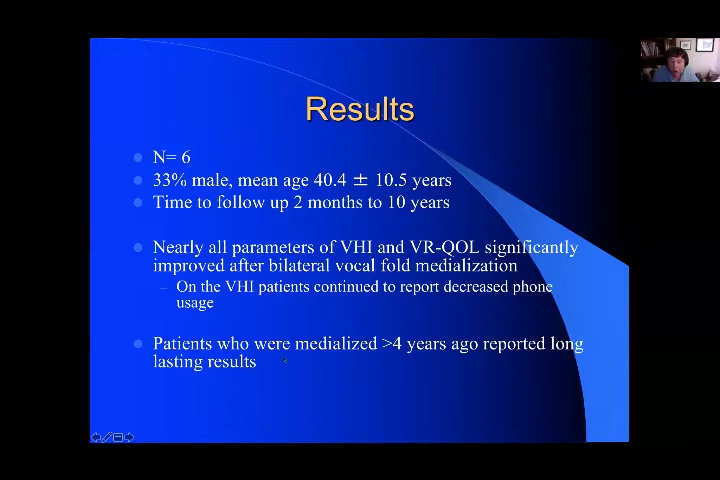 Results
N= 6
33% male, mean age 40.4 ± 10.5 years
Time to follow up 2 months to 10 years
Nearly all parameters of VHI and VR-QOL significantly
improved after bilateral vocal fold medialization
– On the VHI patients continued to report decreased phone
usage
Patients who were medialized >4 years ago reported long
lasting results